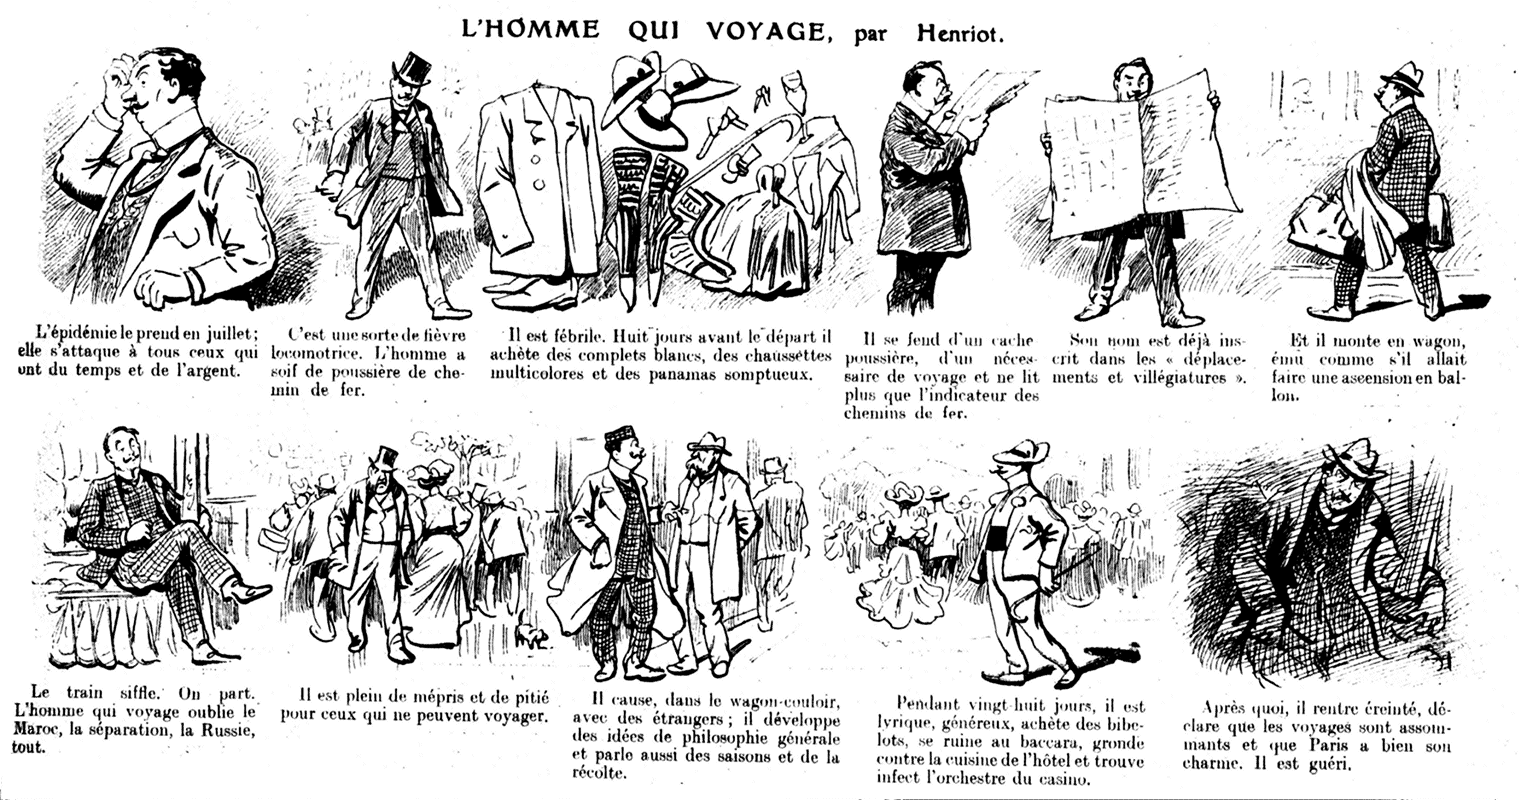 L'HOMME QUI VOYAGE, par Henriot.
L'épidémie le prend en juillet;
elle s'attaque à tous ceux qui
ont du temps et de l'argent.
C'est une sorte de fièvre
locomotrice. L'homme a
soif de poussière de che-
min de fer.
Il est fébrile. Huit jours avant le départ il
achète des complets blancs, des chaussettes
multicolores et des panamas somptueux.
Il se fend d'un cache
poussière, d'un néces-
saire de voyage et ne lit
plus que l'indicateur des
chemins de fer.
Son nom est déjà ins-
crit dans les « déplace-
ments et villégiatures ».
Et il monte en wagon,
ému comme s'il allait
faire une ascension en bal-
lon.
Le train siffle. On part.
L'homme qui voyage oublie le
Maroc, la séparation, la Russie,
tout.
Il est plein de mépris et de pitié
pour ceux qui ne peuvent voyager.
Il cause, dans le wagon-couloir,
avec des étrangers; il développe
des idées de philosophie générale
et parle aussi des saisons et de la
récolte.
Pendant vingt-huit jours, il est
lyrique, généreux, achète des bibe-
lots, se ruine au baccara, gronde
contre la cuisine de l'hôtel et trouve
infect l'orchestre du casino.
Après quoi, il rentre éreinté, dé-
clare que les voyages sont assom-
mants et que Paris a bien son
charme. Il est guéri.